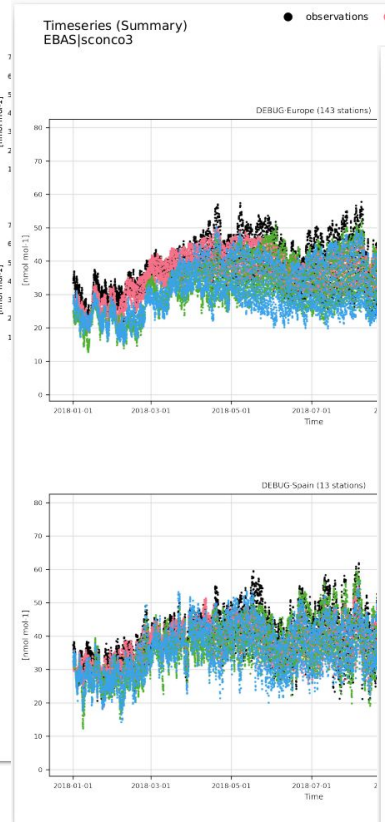 Timeseries (Summary)
EBAS|sconco3
observations
DEBUG-Europe (143 stations)
80
70
60
50
40
30
20
10
0
[nmol mol-1]
2018-01-01 2018-03-01 2018-05-01 2018-07-01 2
Time
DEBUG-Spain (13 stations)
80
70
60
50
40
30
20
10
0
[nmol mol-1]
2018-01-01 2018-03-01 2018-05-01 2018-07-01 2
Time